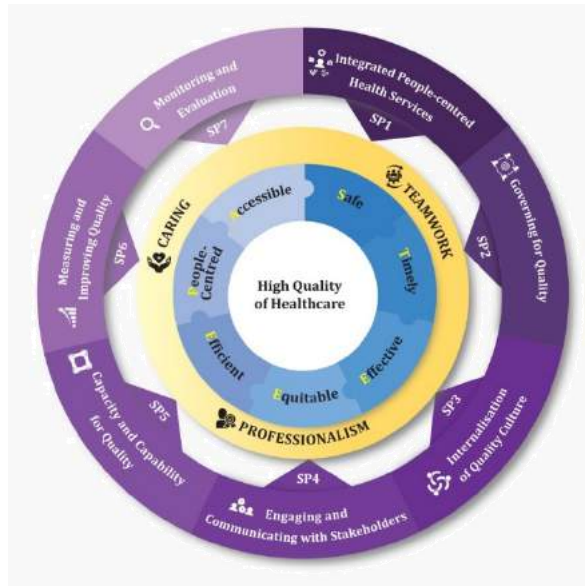 Integrated People-centred
Health Services
SP1
Governing for Quality
SP2
Internalisation
of Quality Culture
SP3
Engaging and
Communicating with Stakeholders
SP4
Capacity and Capability
for Quality
SP5
Measuring and
Improving Quality
SP6
Monitoring and
Evaluation
SP7
CARING
TEAMWORK
PROFESSIONALISM
Safe
Timely
Effective
Equitable
Efficient
People-
Centred
Accessible
High Quality
of Healthcare